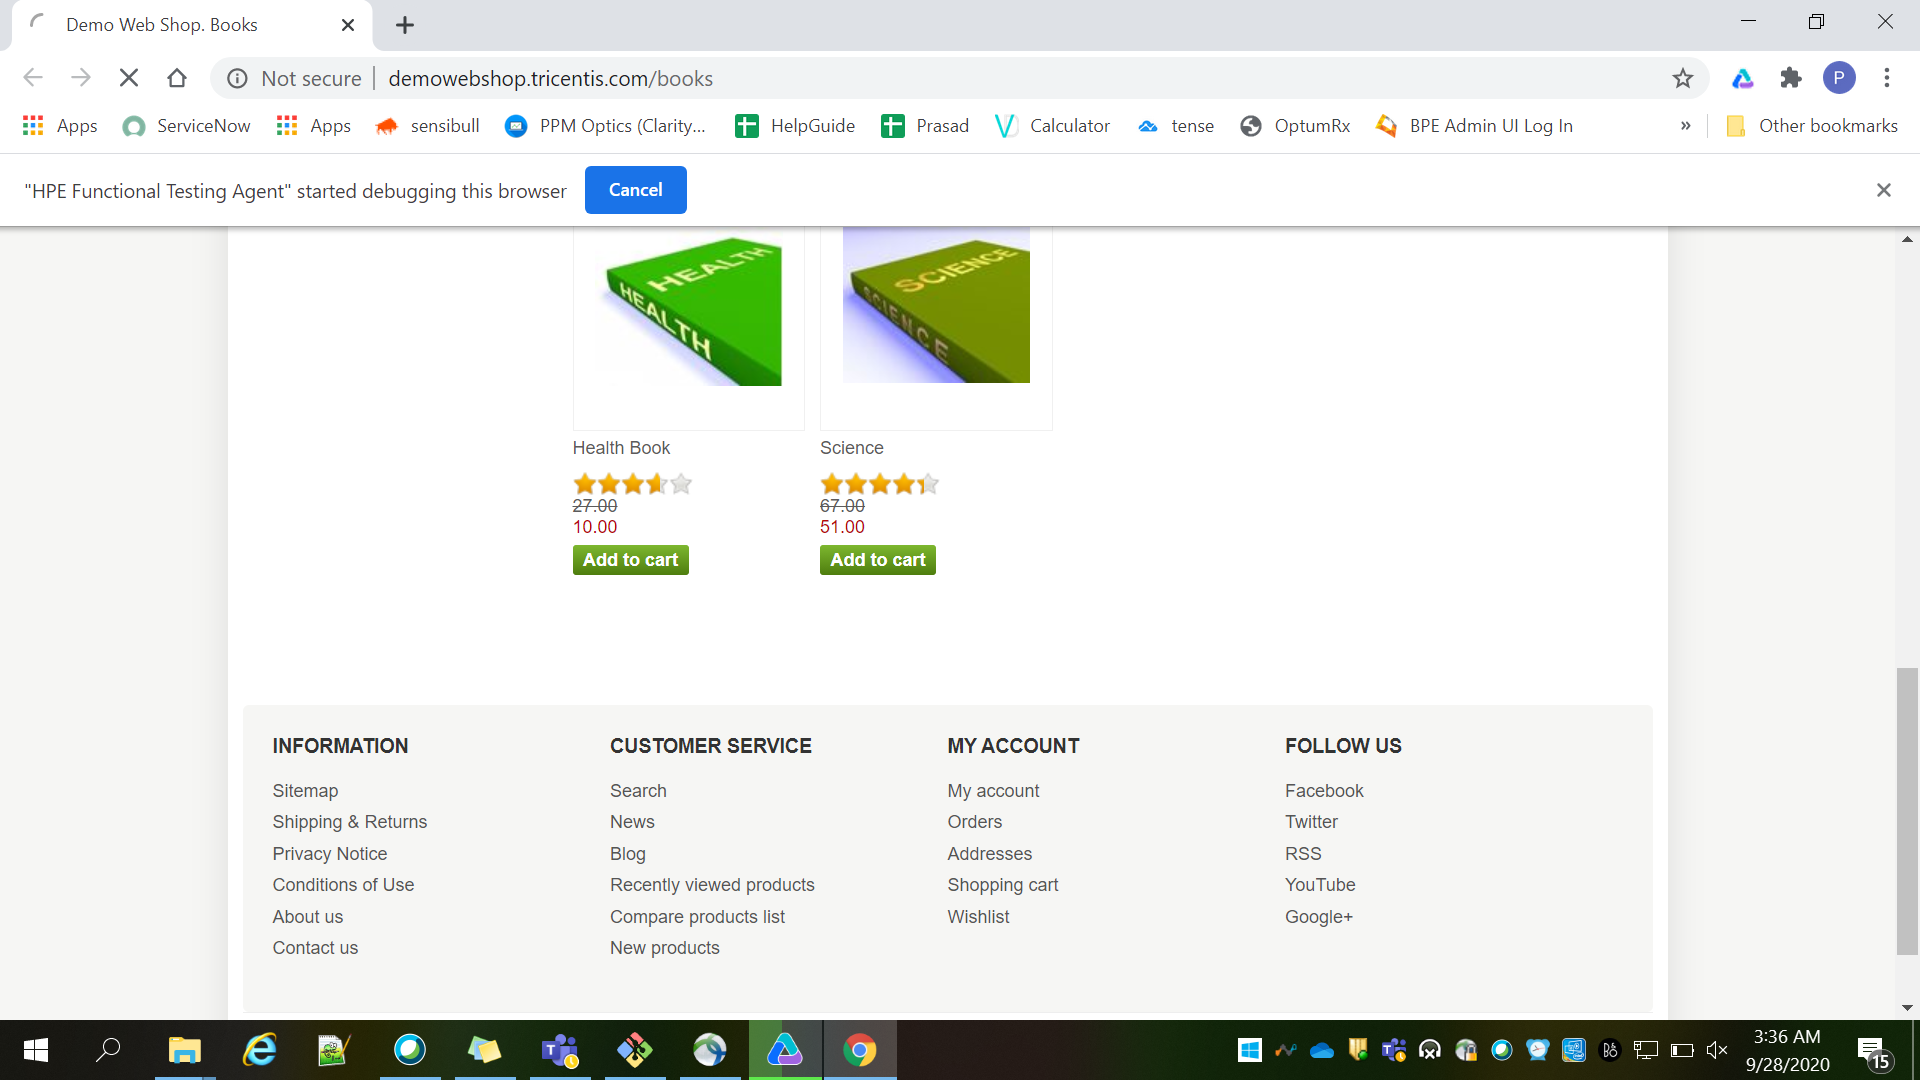 Demo Web Shop. Books
Not secure
demowebshop.tricentis.com/books
P
Apps
ServiceNow
Apps
sensibull
PPM Optics (Clarity...
HelpGuide
Prasad
Calculator
tense
OptumRx
BPE Admin UI Log In
»
Other bookmarks
"HPE Functional Testing Agent" started debugging this browser
Cancel
HEALTH
HEALTH
SCIENCE
SCIENCE
Health Book
Science
27.00
67.00
10.00
51.00
Add to cart
Add to cart
INFORMATION
Sitemap
Shipping & Returns
Privacy Notice
Conditions of Use
About us
Contact us
CUSTOMER SERVICE
Search
News
Blog
Recently viewed products
Compare products list
New products
MY ACCOUNT
My account
Orders
Addresses
Shopping cart
Wishlist
FOLLOW US
Facebook
Twitter
RSS
YouTube
Google+
3:36 AM
9/28/2020
15